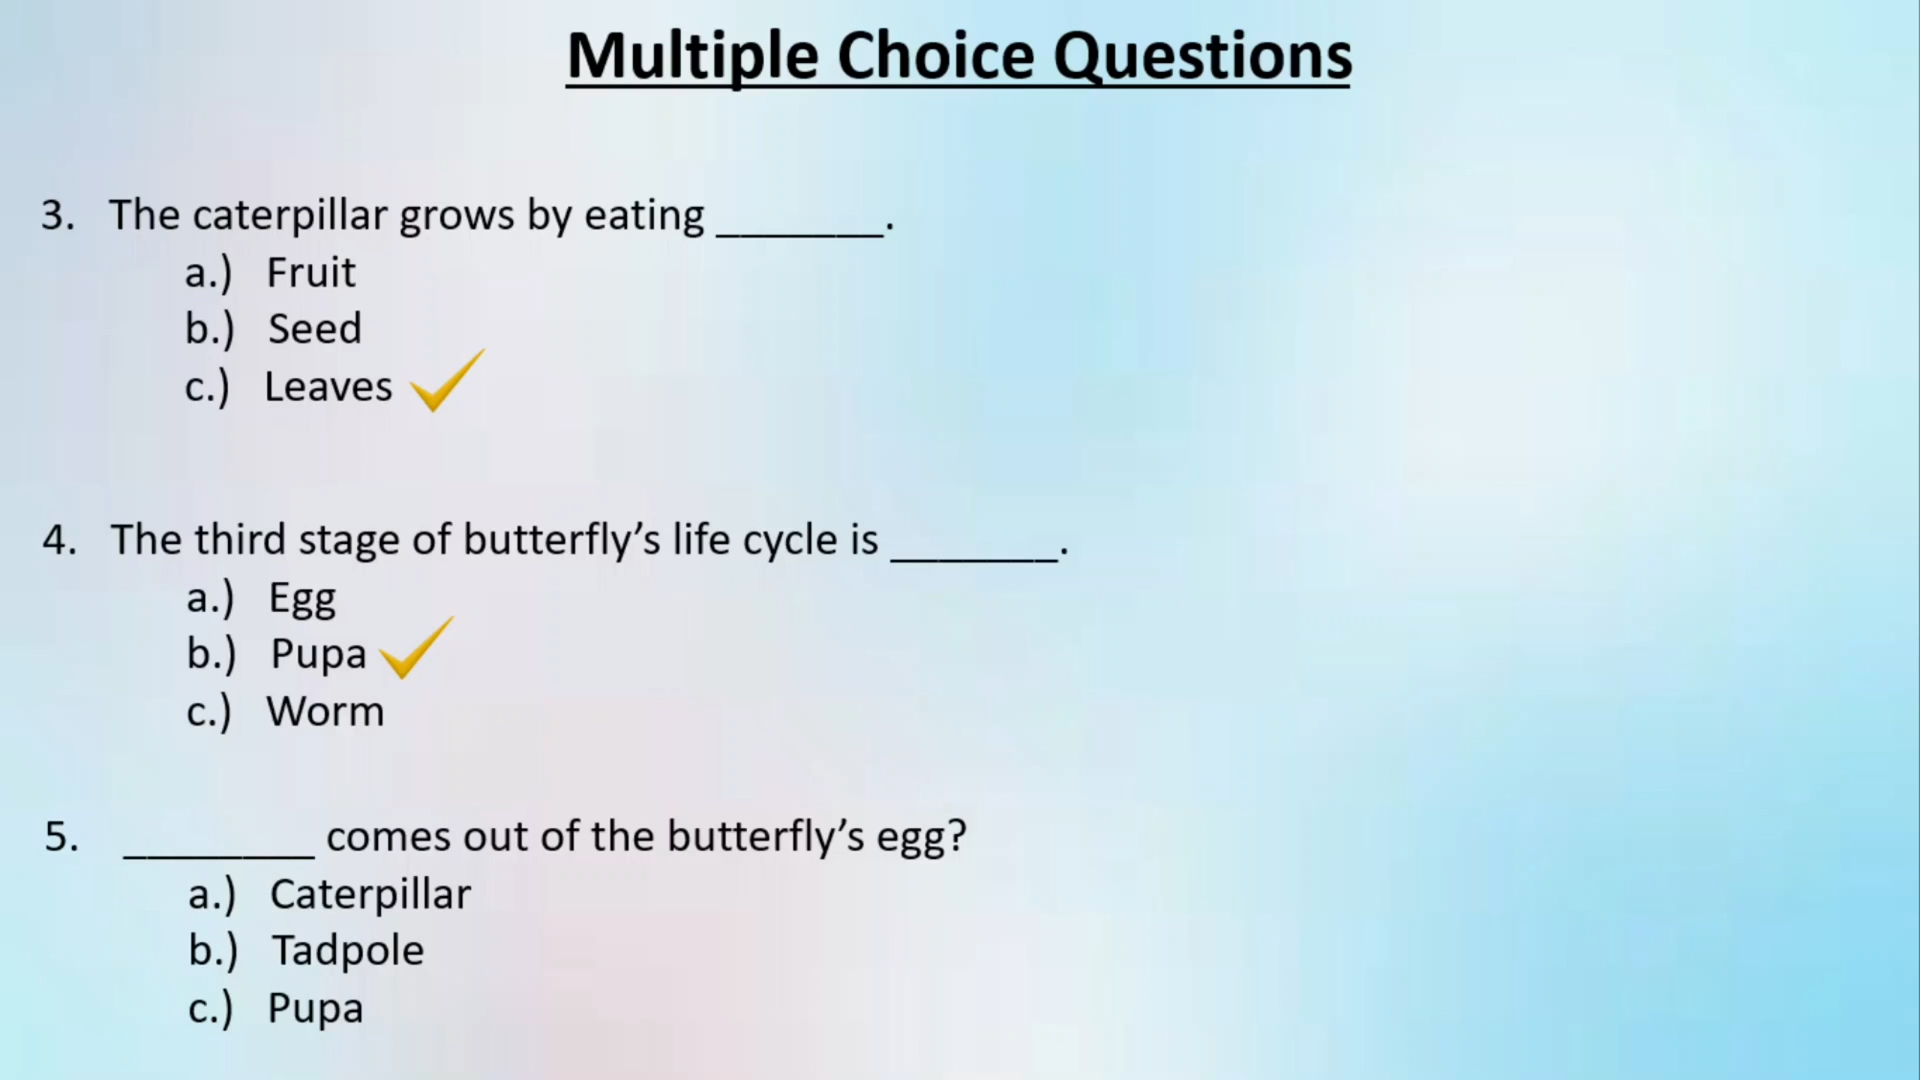 Multiple Choice Questions
3. The caterpillar grows by eating _______.
a.) Fruit
b.) Seed
c.) Leaves
4. The third stage of butterfly’s life cycle is _______.
a.) Egg
b.) Pupa
c.) Worm
5. ________ comes out of the butterfly’s egg?
a.) Caterpillar
b.) Tadpole
c.) Pupa